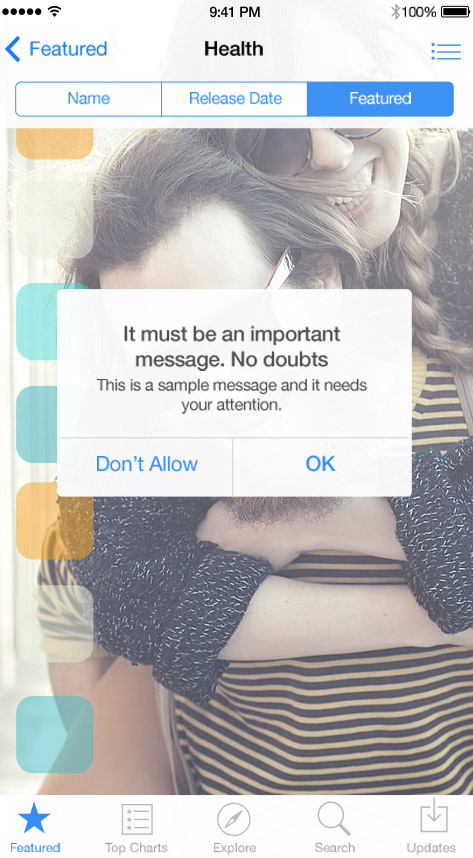 9:41 PM 100%
Featured Health
Name Release Date Featured
It must be an important
message. No doubts
This is a sample message and it needs
your attention.
Don't Allow OK
Featured Top Charts Explore Search Updates